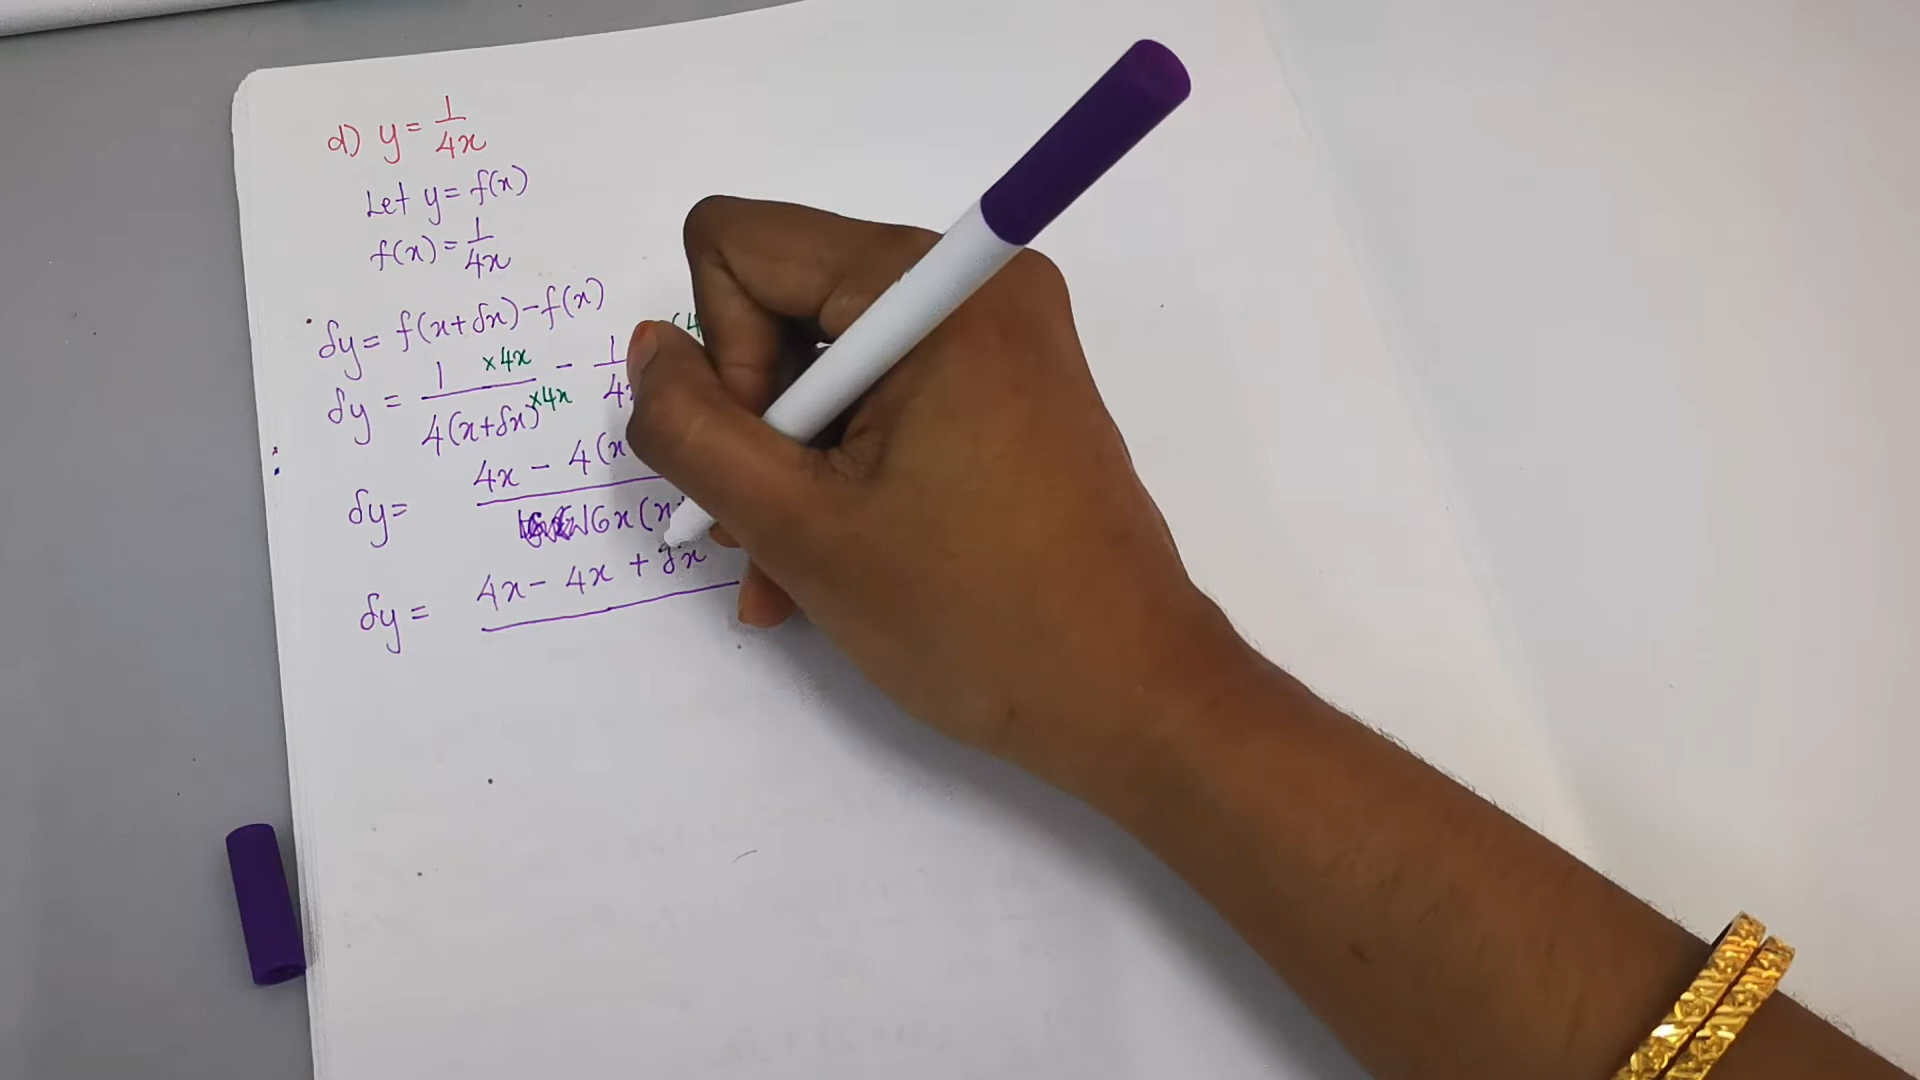 d) y = 1/4x
Let y = f(x)
f(x) = 1/4x
δy = f(x+δx) - f(x)
δy = 1 ×4x / 4(x+δx) ×4x - 1/4x (4
δy = 4x - 4(x / 16x(x
δy = 4x - 4x + δx